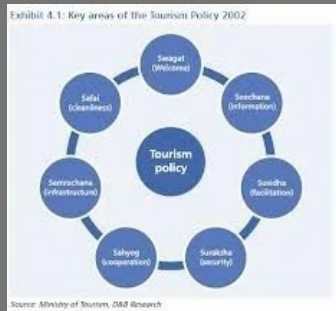 Exhibit 4.1: Key areas of the Tourism Policy 2002
Swagat
(Welcome)
Soochana
(information)
Suvidha
(facilitation)
Suraksha
(security)
Sahyog
(cooperation)
Samrachana
(infrastructure)
Safai
(cleanliness)
Tourism
policy
Source: Ministry of Tourism, D&B Research